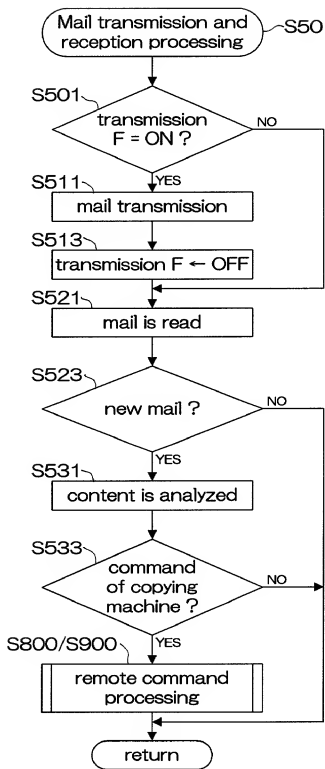 Mail transmission and
reception processing
S50
S501
transmission
F = ON ?
NO
YES
S511
mail transmission
S513
transmission F ← OFF
S521
mail is read
S523
new mail ?
NO
YES
S531
content is analyzed
S533
command
of copying
machine ?
NO
YES
S800/S900
remote command
processing
return